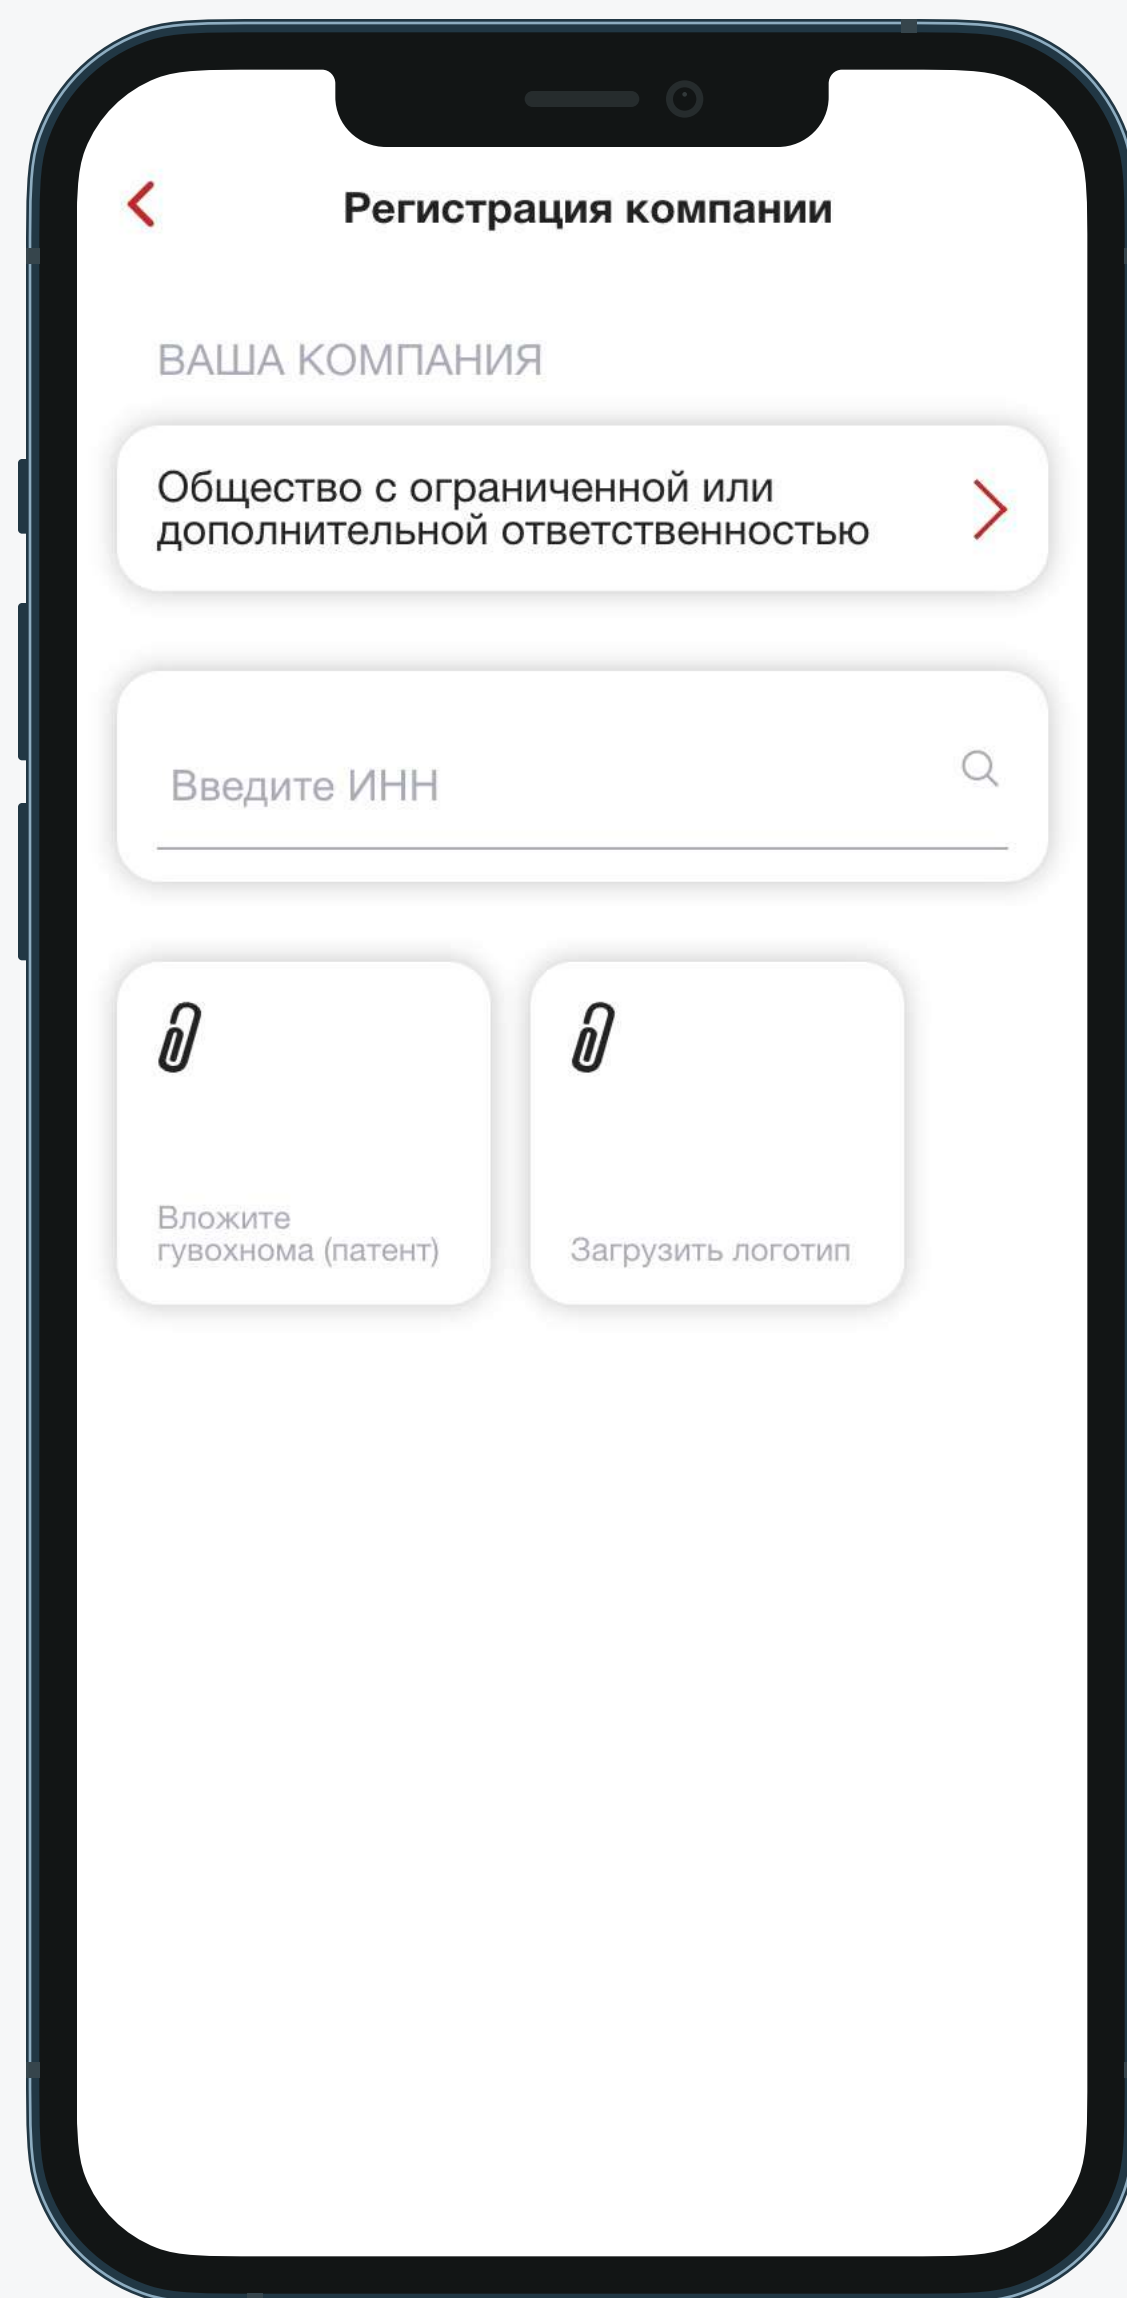 Регистрация компании
ВАША КОМПАНИЯ
Общество с ограниченной или
дополнительной ответственностью
Введите ИНН
Вложите
гувохнома (патент)
Загрузить логотип